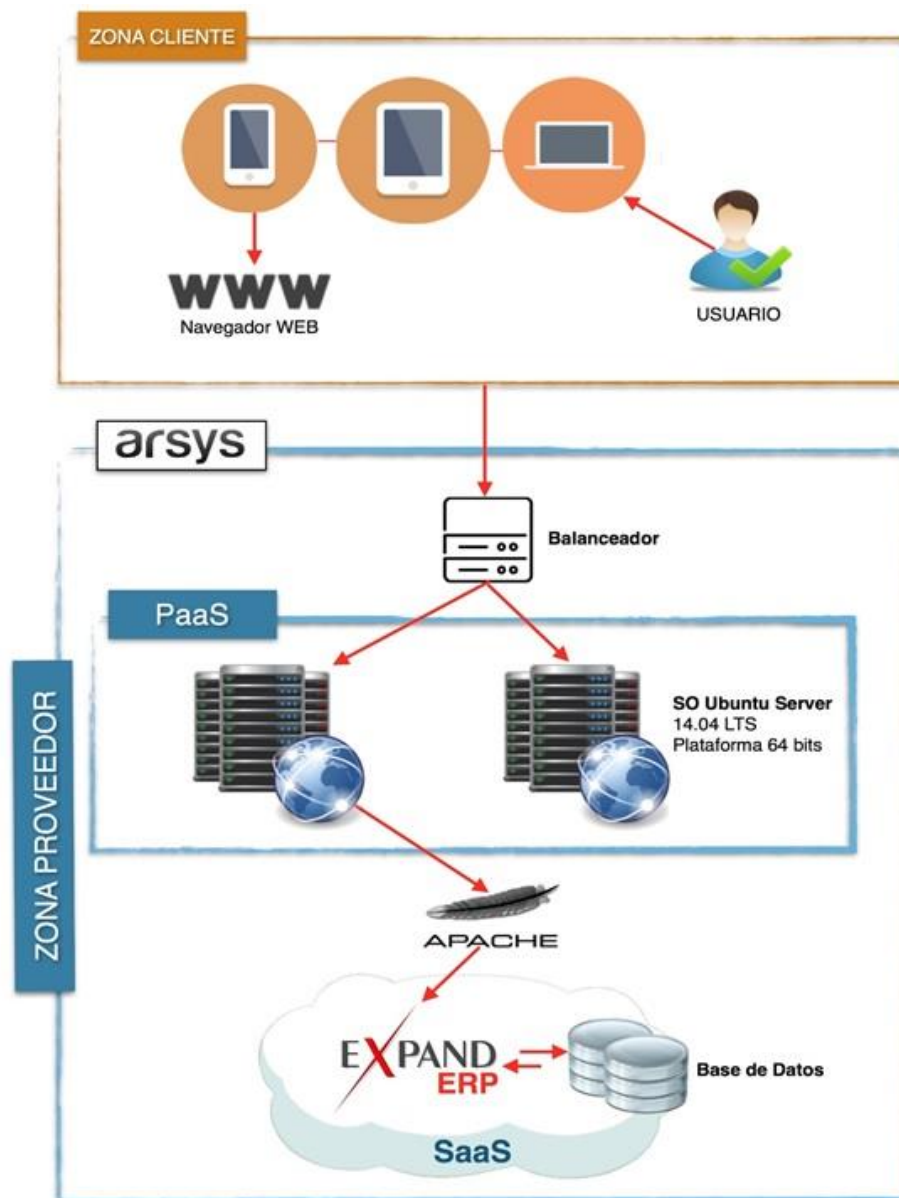 ZONA CLIENTE
WWW
Navegador WEB
USUARIO
arsys
Balanceador
PaaS
ZONA PROVEEDOR
SO Ubuntu Server
14.04 LTS
Plataforma 64 bits
APACHE
EXPAND
ERP
Base de Datos
SaaS